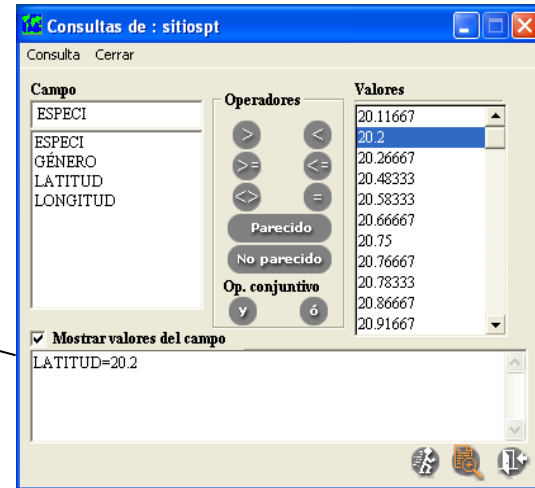 Consultas de : sitiospt
Consulta Cerrar
Campo
ESPECI
ESPECI
GÉNERO
LATITUD
LONGITUD
Operadores
> <
>= <=
<> =
Parecido
No parecido
Op. conjuntivo
y ó
Valores
20.11667
20.2
20.26667
20.48333
20.58333
20.66667
20.75
20.76667
20.78333
20.86667
20.91667
Mostrar valores del campo
LATITUD=20.2